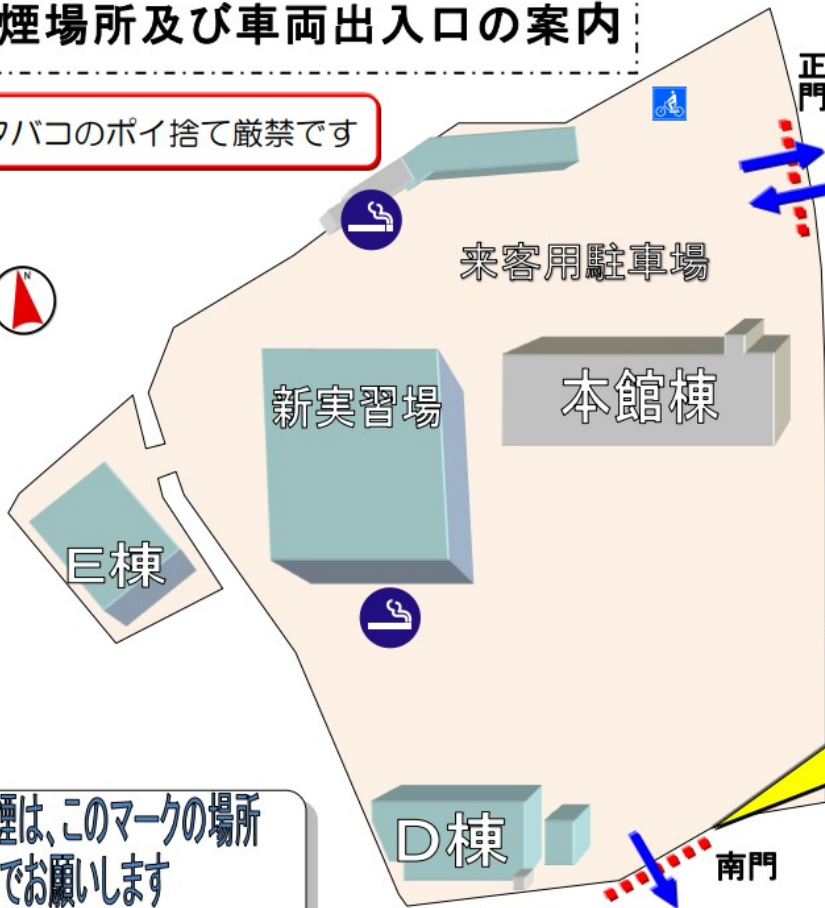 煙場所及び車両出入口の案内
タバコのポイ捨て厳禁です
正
門
N
来客用駐車場
新実習場
本館棟
E棟
D棟
南門
煙は、このマークの場所
でお願いします